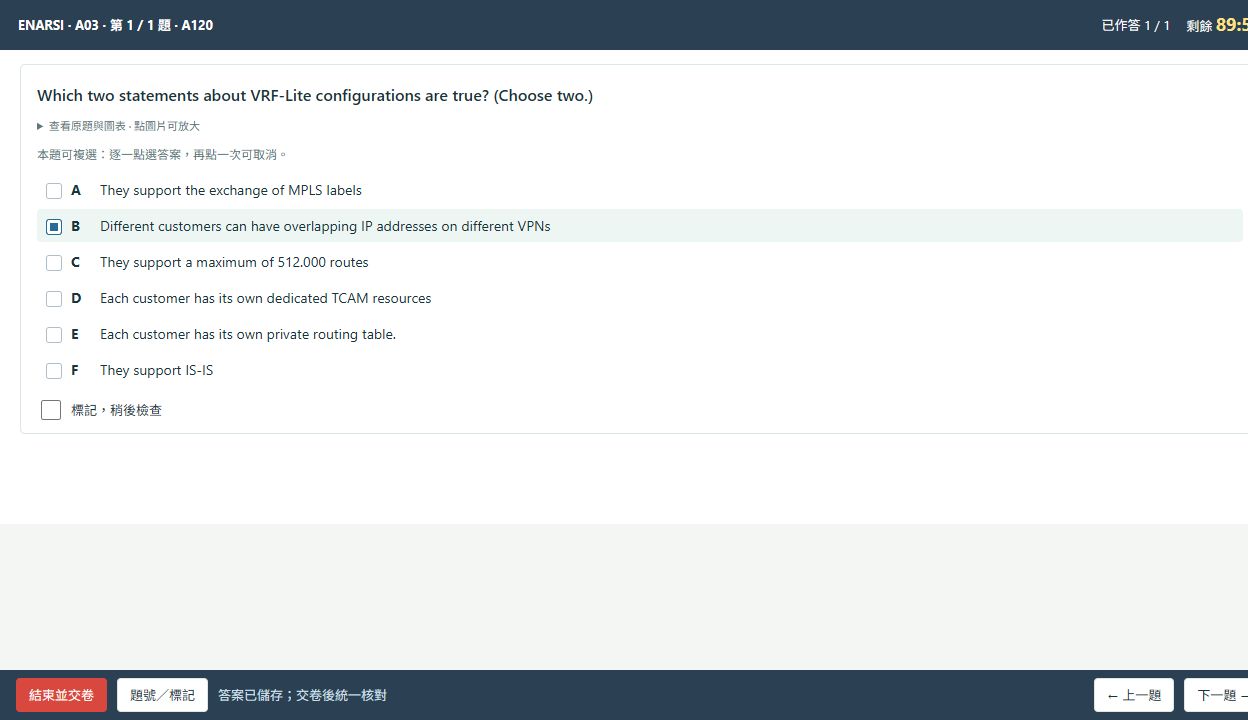 ENARSI · A03 · 第 1 / 1 題 · A120
已作答 1 / 1 剩餘 89:5
Which two statements about VRF-Lite configurations are true? (Choose two.)
▶ 查看原題與圖表 · 點圖片可放大
本題可複選：逐一點選答案，再點一次可取消。
A They support the exchange of MPLS labels
B Different customers can have overlapping IP addresses on different VPNs
C They support a maximum of 512.000 routes
D Each customer has its own dedicated TCAM resources
E Each customer has its own private routing table.
F They support IS-IS
標記，稍後檢查
結束並交卷 題號／標記 答案已儲存；交卷後統一核對 ← 上一題 下一題 →